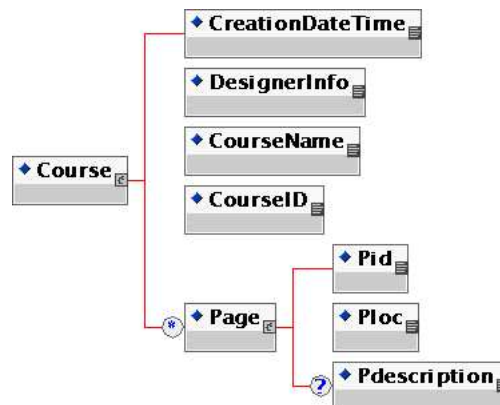 CreationDateTime
DesignerInfo
CourseName
Course
CourseID
Pid
* Page
Ploc
? Pdescription